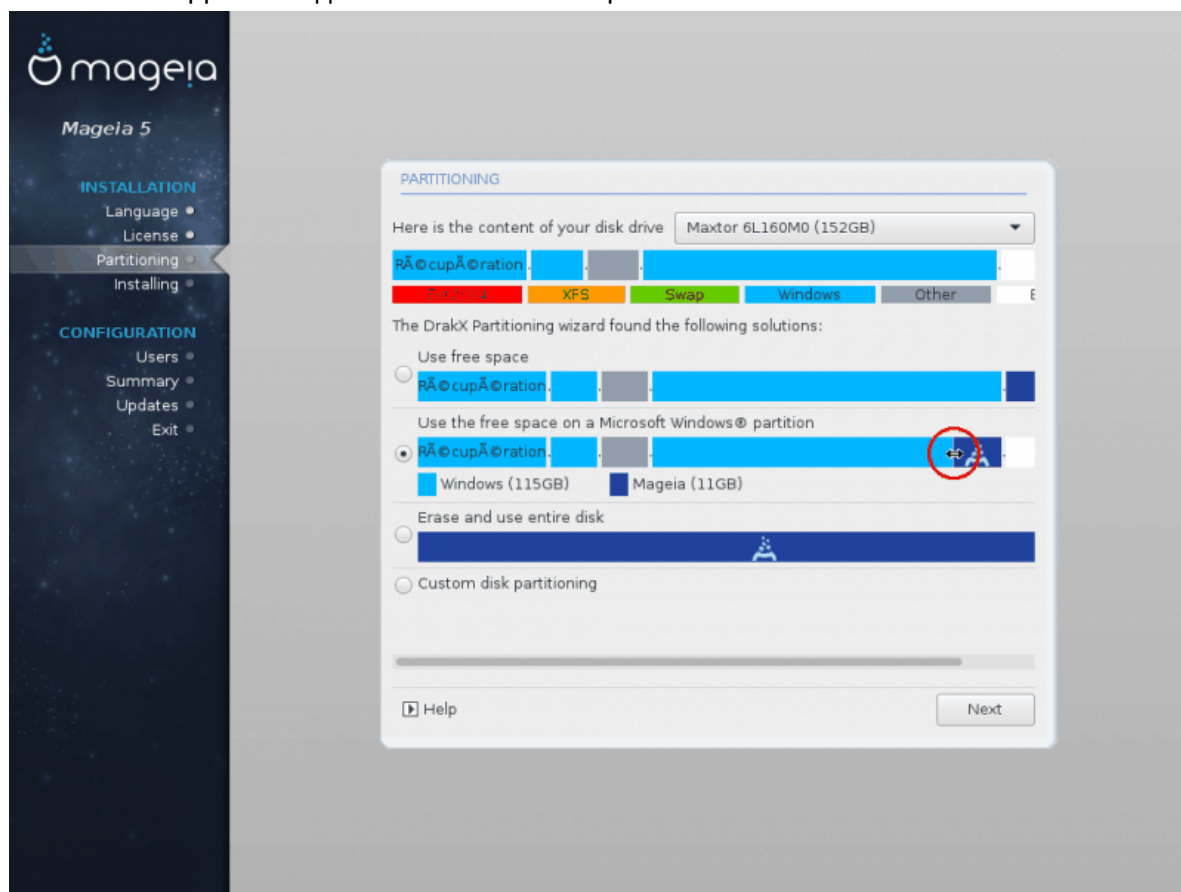 mageia
Mageia 5
INSTALLATION
Language
License
Partitioning
Installing
CONFIGURATION
Users
Summary
Updates
Exit
PARTITIONING
Here is the content of your disk drive Maxtor 6L160M0 (152GB)
RÃ©cupÃ©ration
XFS Swap Windows Other E
The DrakX Partitioning wizard found the following solutions:
Use free space
RÃ©cupÃ©ration
Use the free space on a Microsoft Windows® partition
RÃ©cupÃ©ration
Windows (115GB) Mageia (11GB)
Erase and use entire disk
Custom disk partitioning
Help Next